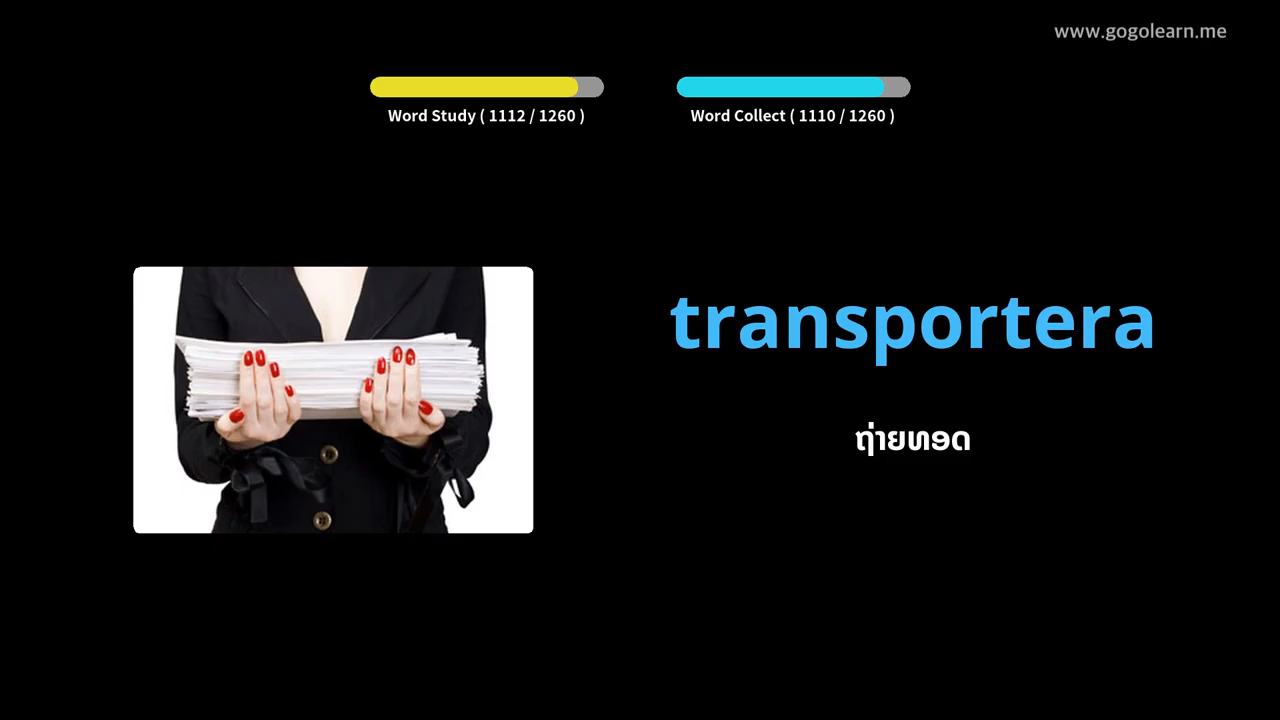 www.gogolearn.me
Word Study ( 1112 / 1260 )
Word Collect ( 1110 / 1260 )
transportera
ຖ່າຍທອດ